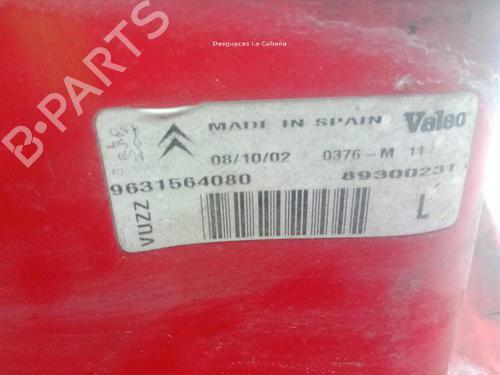 Desguaces La Cabaña
B-PARTS
MADE IN SPAIN Valeo
08/10/02 0376-M 11
9631564080 89300231
VUZZ
L